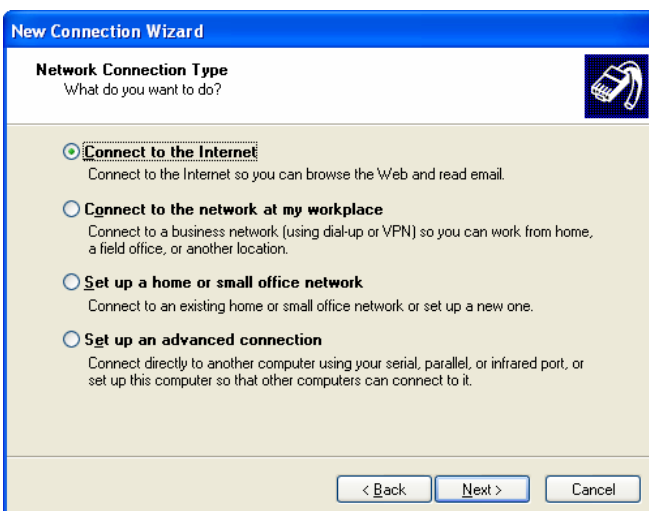 New Connection Wizard
Network Connection Type
What do you want to do?
Connect to the Internet
Connect to the Internet so you can browse the Web and read email.
Connect to the network at my workplace
Connect to a business network (using dial-up or VPN) so you can work from home,
a field office, or another location.
Set up a home or small office network
Connect to an existing home or small office network or set up a new one.
Set up an advanced connection
Connect directly to another computer using your serial, parallel, or infrared port, or
set up this computer so that other computers can connect to it.
< Back Next > Cancel